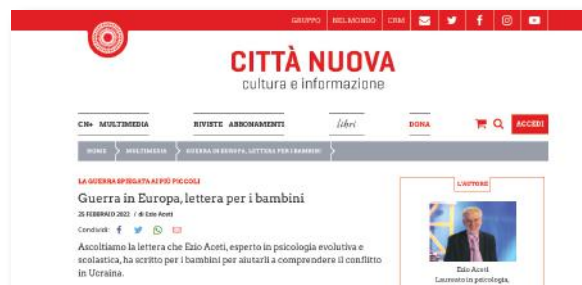 GRUPPO NEL MONDO CRM
CITTÀ NUOVA
cultura e informazione
CN+ MULTIMEDIA RIVISTE ABBONAMENTI libri DONA ACCEDI
HOME MULTIMEDIA GUERRA IN EUROPA, LETTERA PER I BAMBINI
LA GUERRA SPIEGATA AI PIÙ PICCOLI
Guerra in Europa, lettera per i bambini
25 FEBBRAIO 2022 / di Ezio Aceti
Condividi:
Ascoltiamo la lettera che Ezio Aceti, esperto in psicologia evolutiva e
scolastica, ha scritto per i bambini per aiutarli a comprendere il conflitto
in Ucraina.
L'AUTORE
Ezio Aceti
Laureato in psicologia,